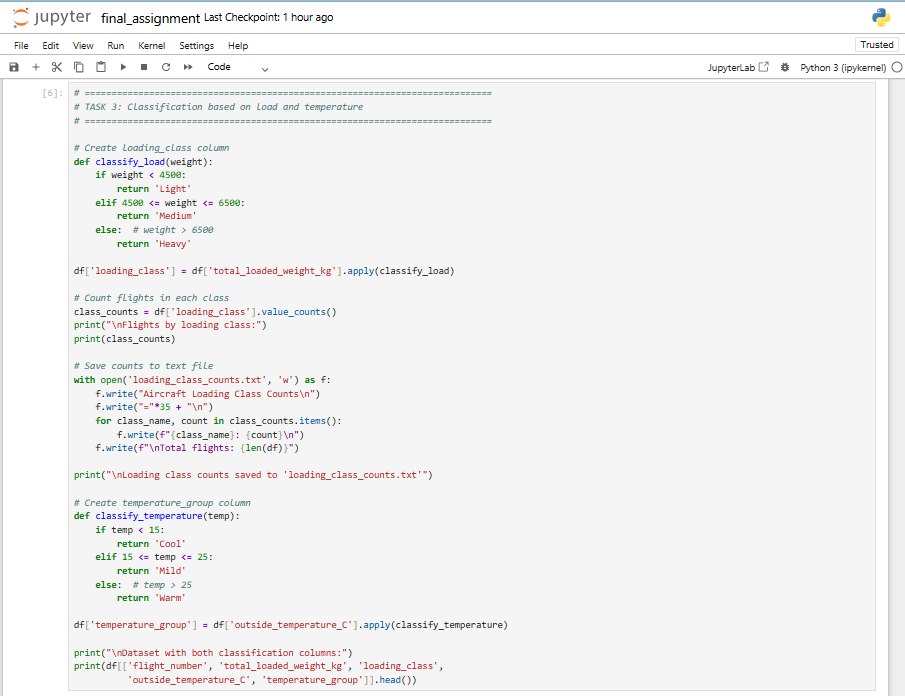 jupyter final_assignment Last Checkpoint: 1 hour ago
File Edit View Run Kernel Settings Help Trusted
Code JupyterLab Python 3 (ipykernel)
[6]: # =============================================================================
# TASK 3: Classification based on load and temperature
# =============================================================================
# Create Loading_class column
def classify_load(weight):
    if weight < 4500:
        return 'Light'
    elif 4500 <= weight <= 6500:
        return 'Medium'
    else:  # weight > 6500
        return 'Heavy'
df['loading_class'] = df['total_loaded_weight_kg'].apply(classify_load)
# Count flights in each class
class_counts = df['loading_class'].value_counts()
print("\nFlights by loading class:")
print(class_counts)
# Save counts to text file
with open('loading_class_counts.txt', 'w') as f:
    f.write("Aircraft Loading Class Counts\n")
    f.write("="*35 + "\n")
    for class_name, count in class_counts.items():
        f.write(f"{class_name}: {count}\n")
    f.write(f"\nTotal flights: {len(df)}")
print("\nLoading class counts saved to 'loading_class_counts.txt'")
# Create temperature_group column
def classify_temperature(temp):
    if temp < 15:
        return 'Cool'
    elif 15 <= temp <= 25:
        return 'Mild'
    else:  # temp > 25
        return 'Warm'
df['temperature_group'] = df['outside_temperature_C'].apply(classify_temperature)
print("\nDataset with both classification columns:")
print(df[['flight_number', 'total_loaded_weight_kg', 'loading_class',
          'outside_temperature_C', 'temperature_group']].head())